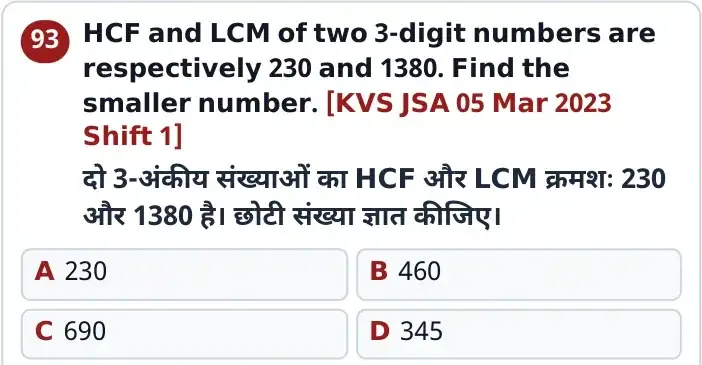 93 HCF and LCM of two 3-digit numbers are
respectively 230 and 1380. Find the
smaller number. [KVS JSA 05 Mar 2023
Shift 1]
दो 3-अंकीय संख्याओं का HCF और LCM क्रमशः 230
और 1380 है। छोटी संख्या ज्ञात कीजिए।
A 230 B 460
C 690 D 345